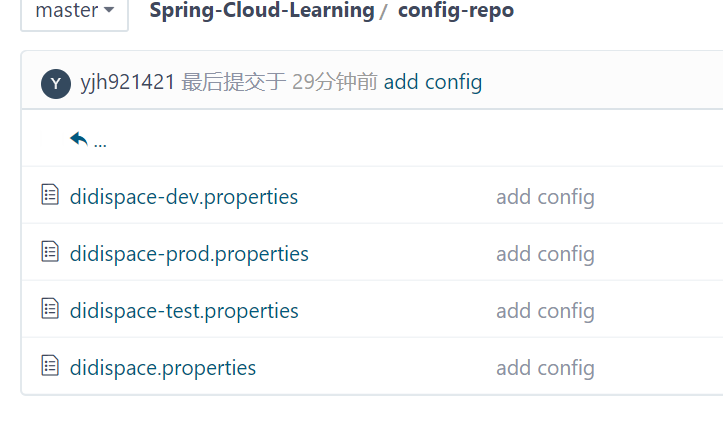 master Spring-Cloud-Learning / config-repo
Y yjh921421 最后提交于 29分钟前 add config
...
didispace-dev.properties add config
didispace-prod.properties add config
didispace-test.properties add config
didispace.properties add config